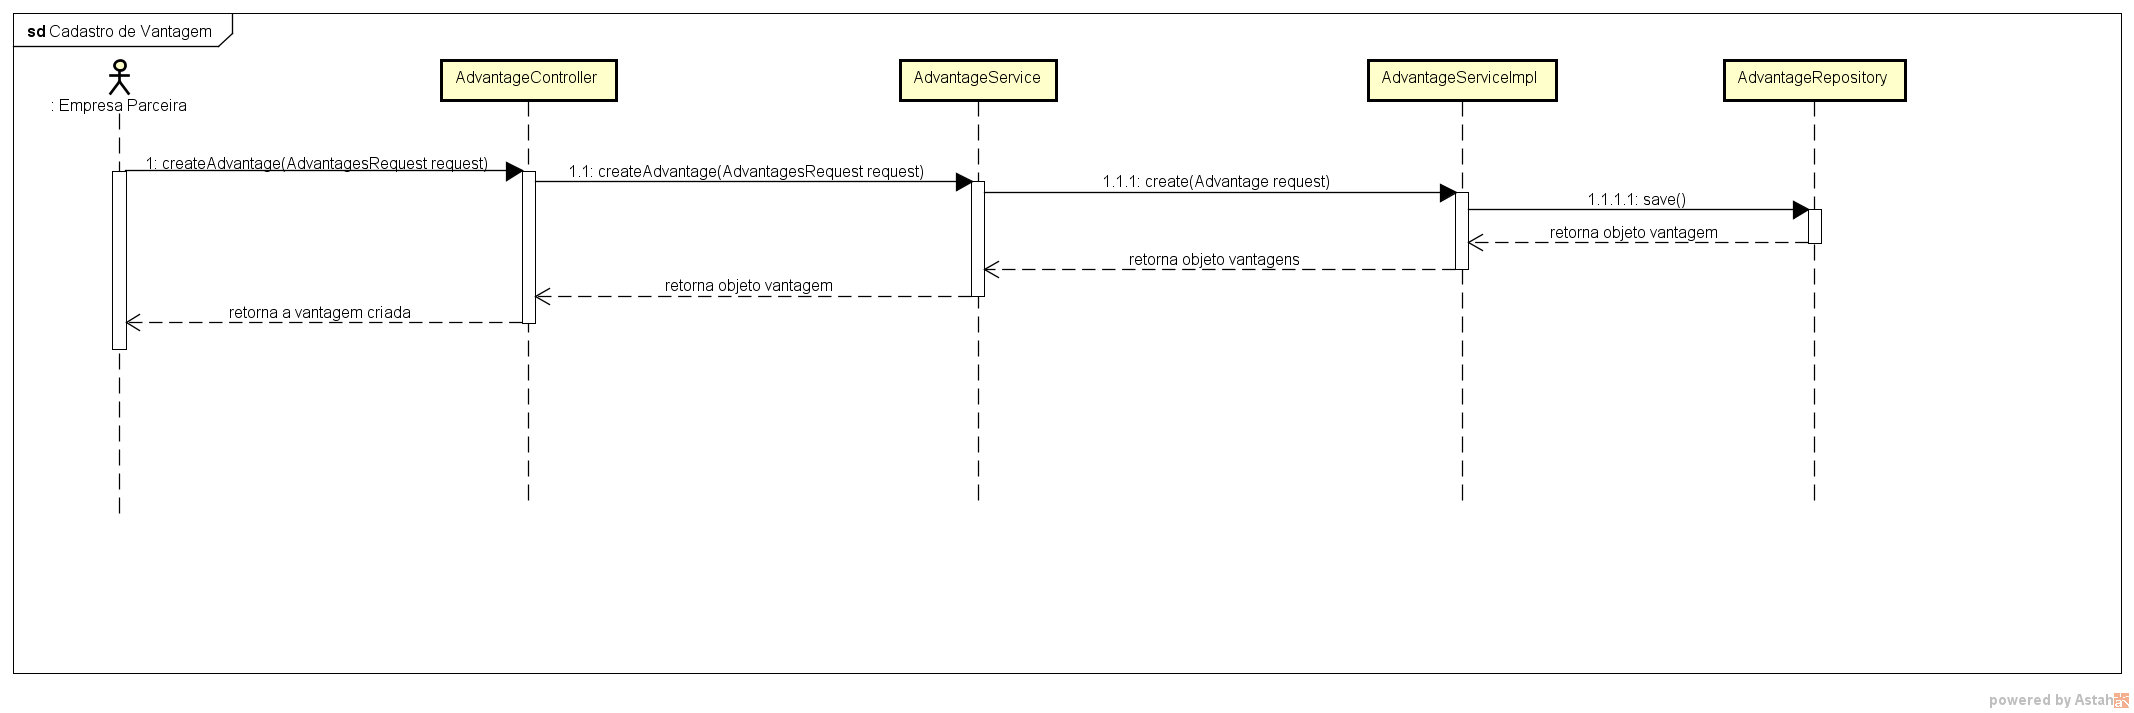 sd Cadastro de Vantagem
: Empresa Parceira
AdvantageController
AdvantageService
AdvantageServiceImpl
AdvantageRepository
1: createAdvantage(AdvantagesRequest request)
1.1: createAdvantage(AdvantagesRequest request)
1.1.1: create(Advantage request)
1.1.1.1: save()
retorna objeto vantagem
retorna objeto vantagens
retorna objeto vantagem
retorna a vantagem criada
powered by Astah